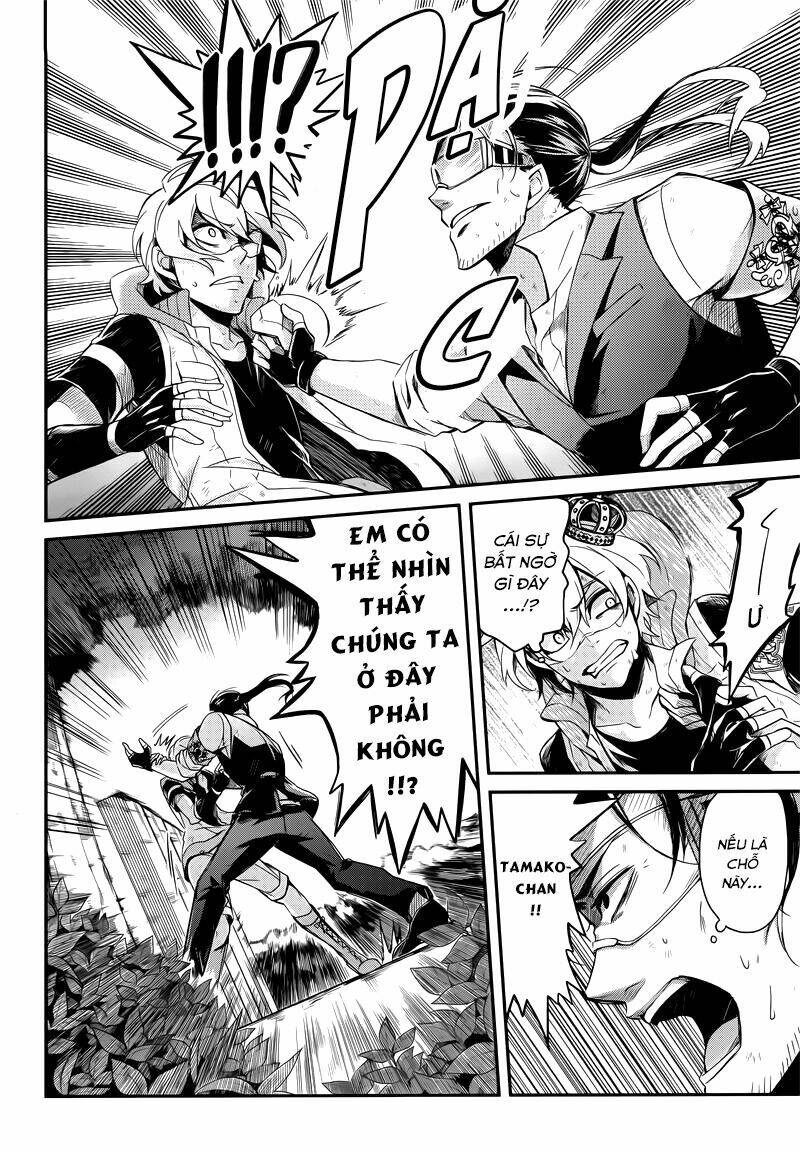 !!!?
PẶC
Ư
CÁI SỰ
BẤT NGỜ
GÌ ĐÂY
...!?
NẾU LÀ
CHỖ
NÀY...
TAMAKO-
CHAN
!!
EM CÓ
THỂ NHÌN
THẤY
CHÚNG TA
Ở ĐÂY
PHẢI
KHÔNG
!!?